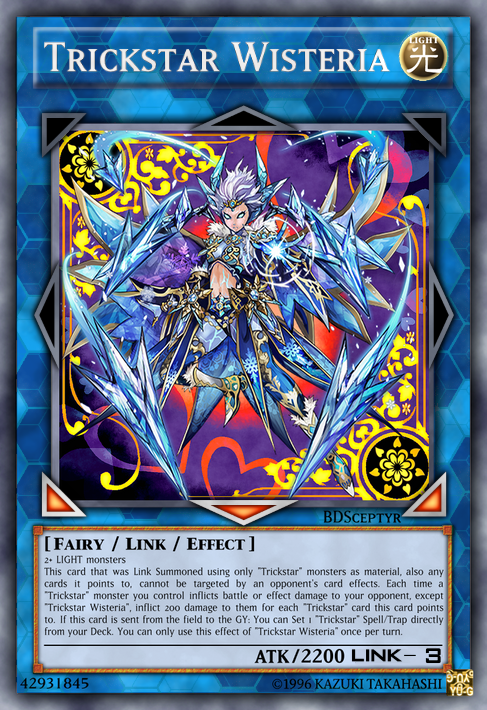 Trickstar Wisteria
LIGHT
光
BDSceptyr
[ Fairy / Link / Effect ]
2+ LIGHT monsters
This card that was Link Summoned using only "Trickstar" monsters as material, also any
cards it points to, cannot be targeted by an opponent's card effects. Each time a
"Trickstar" monster you control inflicts battle or effect damage to your opponent, except
"Trickstar Wisteria", inflict 200 damage to them for each "Trickstar" card this card points
to. If this card is sent from the field to the GY: You can Set 1 "Trickstar" Spell/Trap directly
from your Deck. You can only use this effect of "Trickstar Wisteria" once per turn.
ATK/2200 LINK-3
42931845
©1996 KAZUKI TAKAHASHI